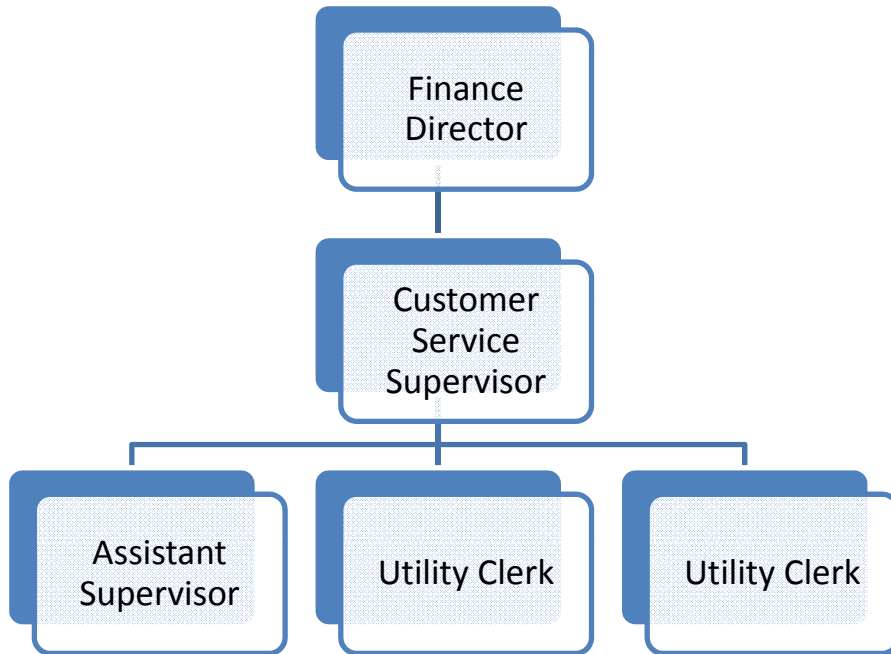 Finance
Director
Customer
Service
Supervisor
Assistant
Supervisor
Utility Clerk
Utility Clerk